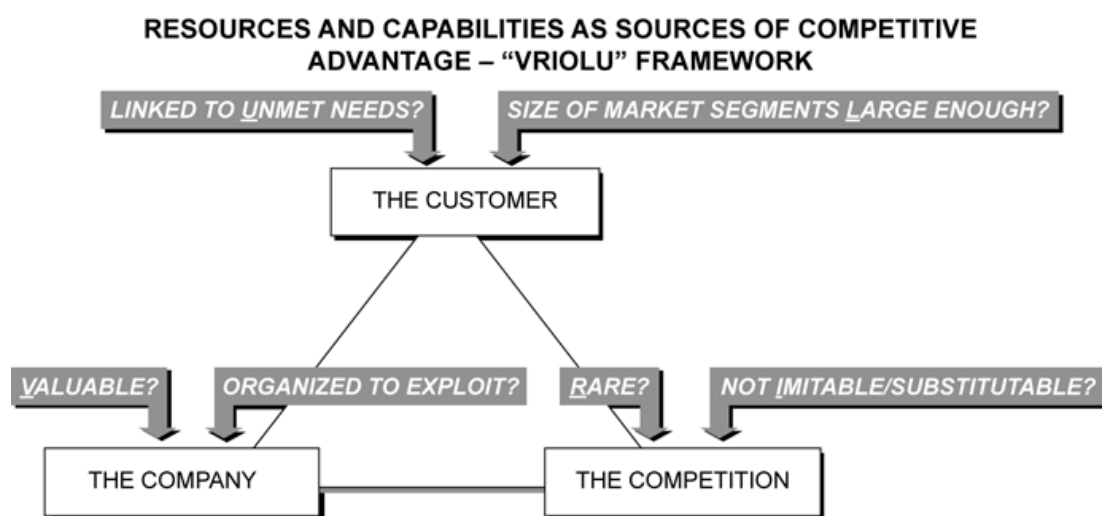 RESOURCES AND CAPABILITIES AS SOURCES OF COMPETITIVE
ADVANTAGE – “VRIOLU” FRAMEWORK
LINKED TO UNMET NEEDS?
SIZE OF MARKET SEGMENTS LARGE ENOUGH?
THE CUSTOMER
VALUABLE?
ORGANIZED TO EXPLOIT?
RARE?
NOT IMITABLE/SUBSTITUTABLE?
THE COMPANY
THE COMPETITION